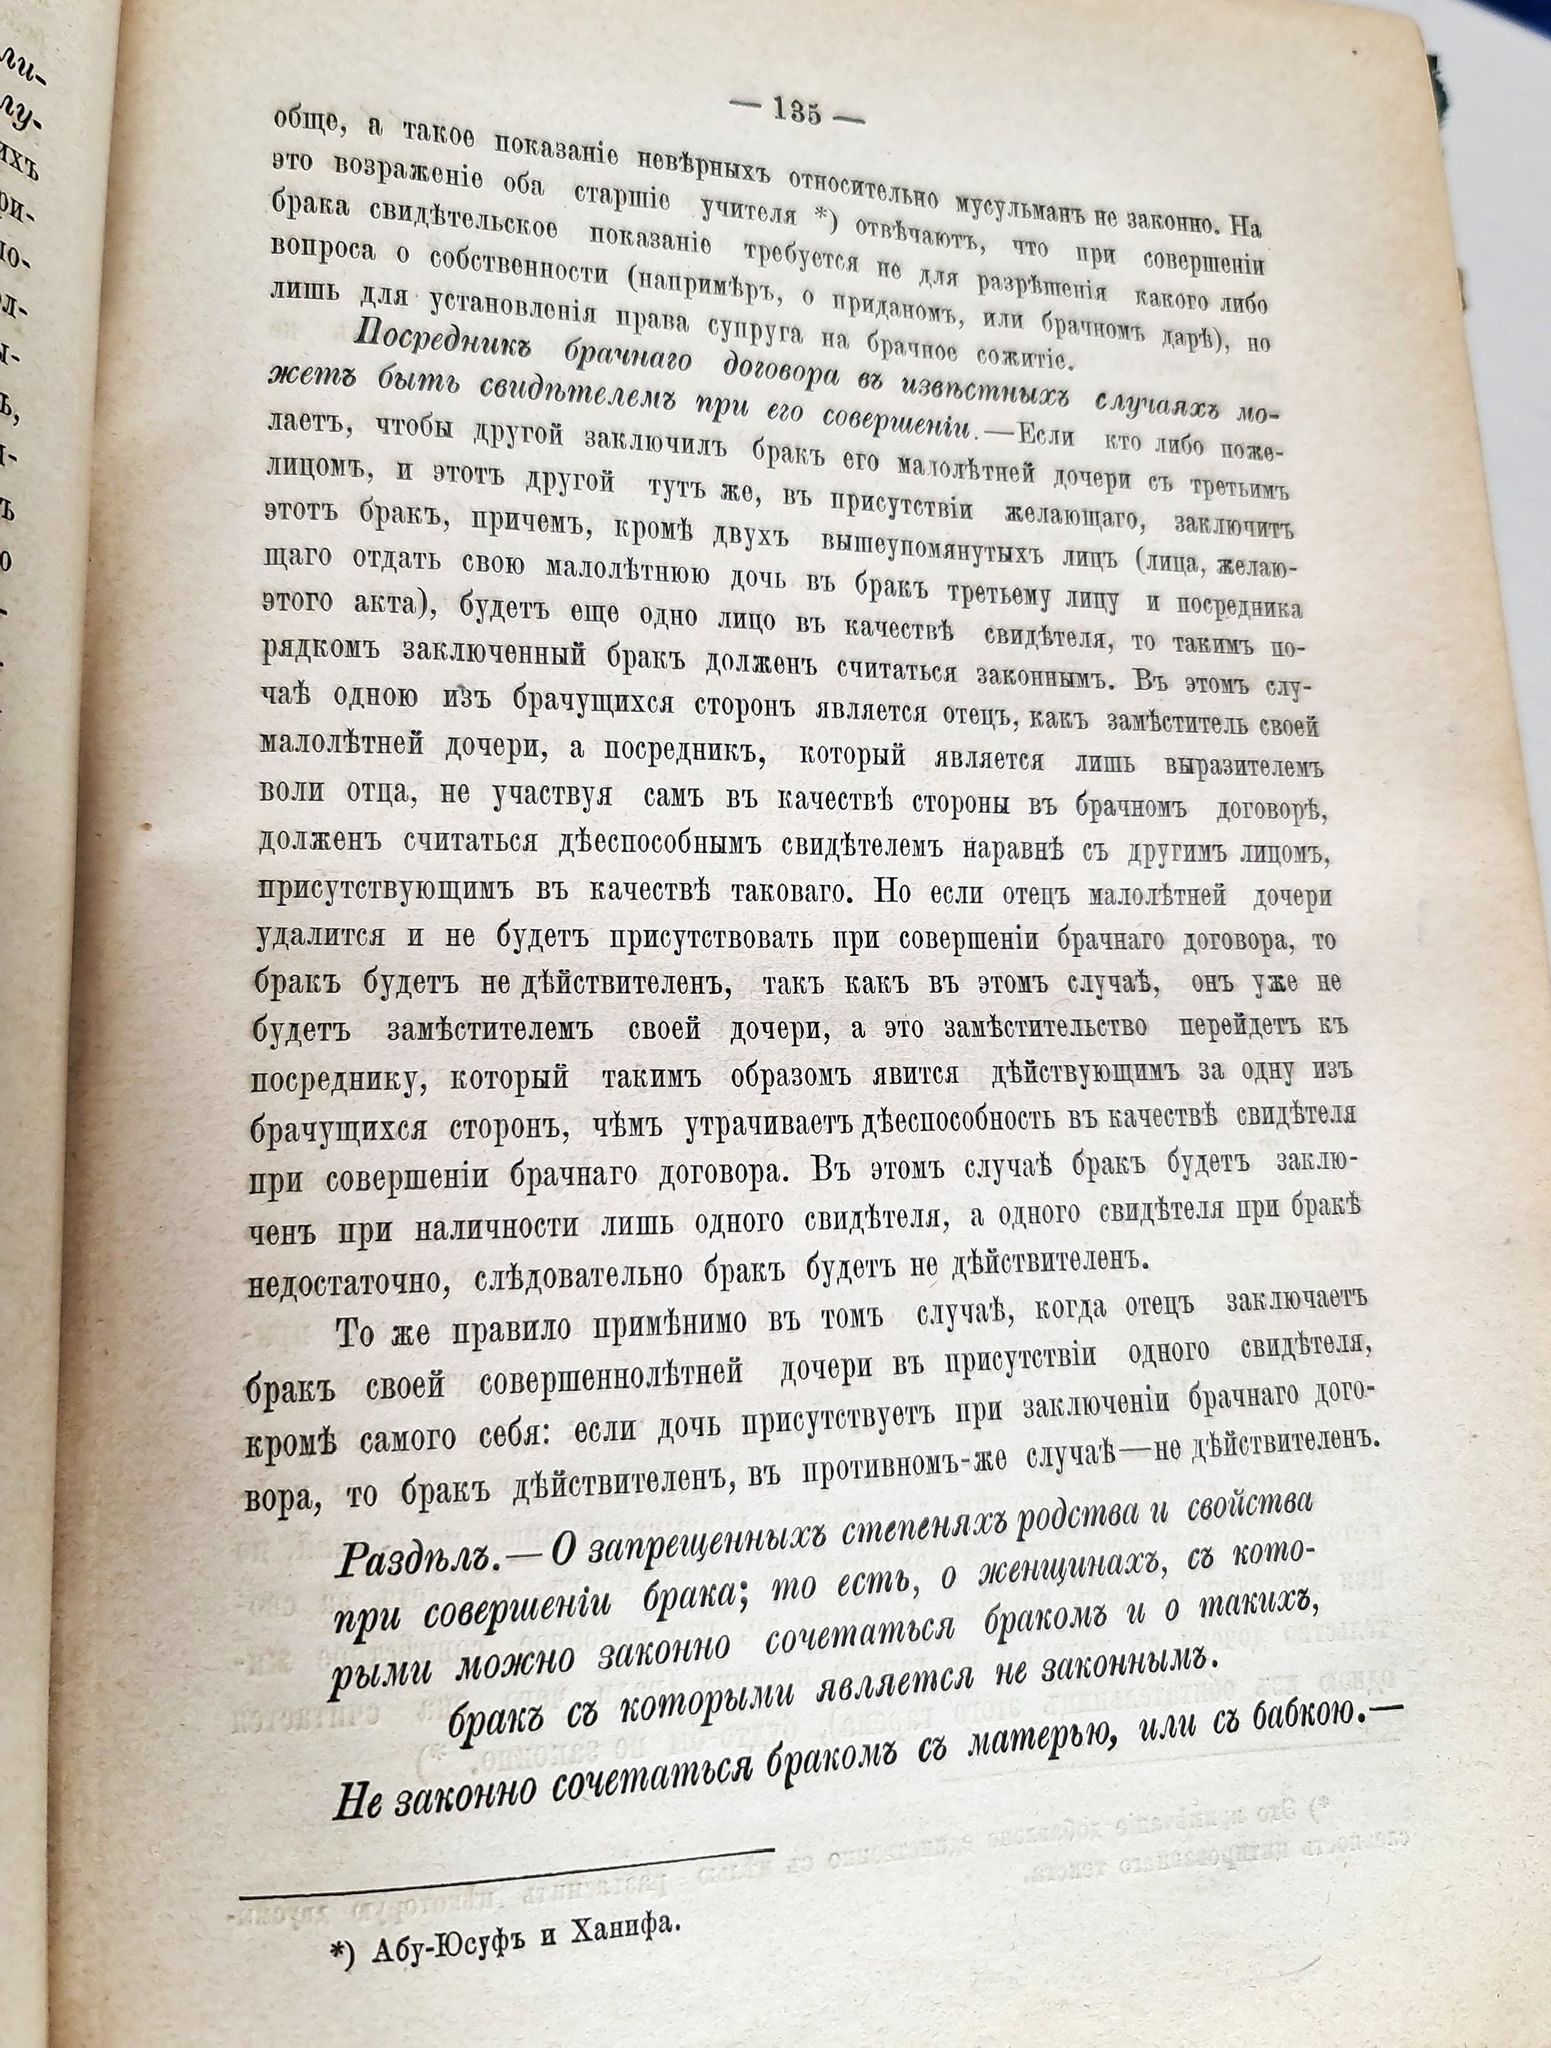 — 135 —
обще, а такое показаніе невѣрныхъ относительно мусульманъ не законно. На
это возраженіе оба старшіе учителя *) отвѣчаютъ, что при совершеніи
брака свидѣтельское показаніе требуется не для разрѣшенія какого либо
вопроса о собственности (напримѣръ, о приданомъ, или брачномъ дарѣ), но
лишь для установленія права супруга на брачное сожитіе.
Посредникъ брачнаго договора въ извѣстныхъ случаяхъ мо-
жетъ быть свидѣтелемъ при его совершеніи.—Если кто либо поже-
лаетъ, чтобы другой заключилъ бракъ его малолѣтней дочери съ третьимъ
лицомъ, и этотъ другой тутъ же, въ присутствіи желающаго, заключитъ
этотъ бракъ, причемъ, кромѣ двухъ вышеупомянутыхъ лицъ (лица, желаю-
щаго отдать свою малолѣтнюю дочь въ бракъ третьему лицу и посредника
этого акта), будетъ еще одно лицо въ качествѣ свидѣтеля, то такимъ по-
рядкомъ заключенный бракъ долженъ считаться законнымъ. Въ этомъ слу-
чаѣ одною изъ брачущихся сторонъ является отецъ, какъ замѣститель своей
малолѣтней дочери, а посредникъ, который является лишь выразителемъ
воли отца, не участвуя самъ въ качествѣ стороны въ брачномъ договорѣ,
долженъ считаться дѣеспособнымъ свидѣтелемъ наравнѣ съ другимъ лицомъ,
присутствующимъ въ качествѣ таковаго. Но если отецъ малолѣтней дочери
удалится и не будетъ присутствовать при совершеніи брачнаго договора, то
бракъ будетъ не дѣйствителенъ, такъ какъ въ этомъ случаѣ, онъ уже не
будетъ замѣстителемъ своей дочери, а это замѣстительство перейдетъ къ
посреднику, который такимъ образомъ явится дѣйствующимъ за одну изъ
брачущихся сторонъ, чѣмъ утрачиваетъ дѣеспособность въ качествѣ свидѣтеля
при совершеніи брачнаго договора. Въ этомъ случаѣ бракъ будетъ заклю-
ченъ при наличности лишь одного свидѣтеля, а одного свидѣтеля при бракѣ
недостаточно, слѣдовательно бракъ будетъ не дѣйствителенъ.
То же правило примѣнимо въ томъ случаѣ, когда отецъ заключаетъ
бракъ своей совершеннолѣтней дочери въ присутствіи одного свидѣтеля,
кромѣ самого себя: если дочь присутствуетъ при заключеніи брачнаго дого-
вора, то бракъ дѣйствителенъ, въ противномъ-же случаѣ—не дѣйствителенъ.
Раздѣлъ.—О запрещенныхъ степеняхъ родства и свойства
при совершеніи брака; то есть, о женщинахъ, съ кото-
рыми можно законно сочетаться бракомъ и о такихъ,
бракъ съ которыми является не законнымъ.
Не законно сочетаться бракомъ съ матерью, или съ бабкою.—
*) Абу-Юсуфъ и Ханифа.